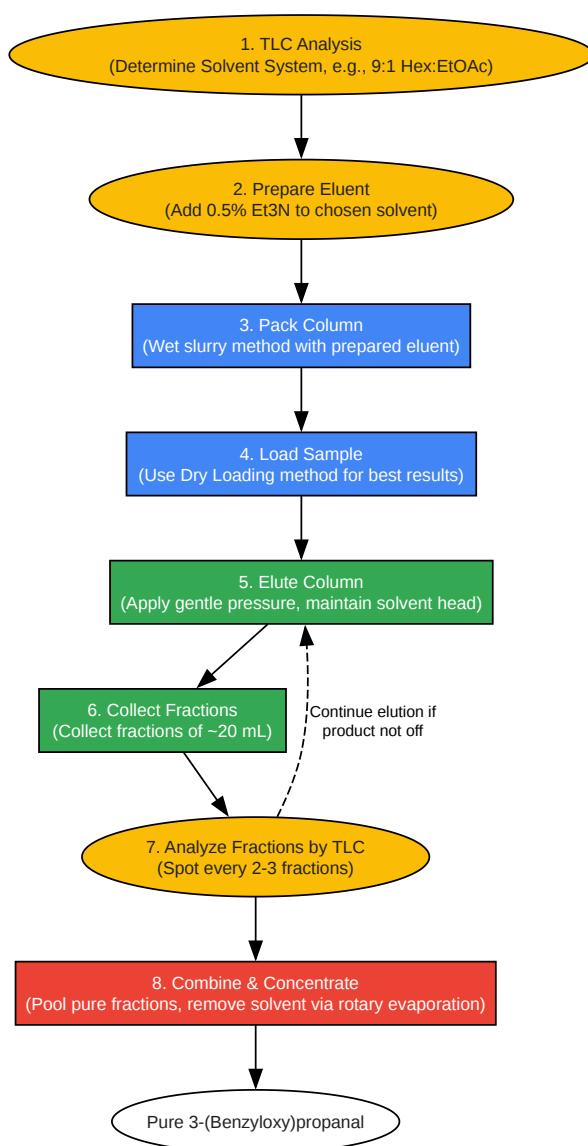 1. TLC Analysis
(Determine Solvent System, e.g., 9:1 Hex:EtOAc)
2. Prepare Eluent
(Add 0.5% Et3N to chosen solvent)
3. Pack Column
(Wet slurry method with prepared eluent)
4. Load Sample
(Use Dry Loading method for best results)
5. Elute Column
(Apply gentle pressure, maintain solvent head)
6. Collect Fractions
(Collect fractions of ~20 mL)
Continue elution if
product not off
7. Analyze Fractions by TLC
(Spot every 2-3 fractions)
8. Combine & Concentrate
(Pool pure fractions, remove solvent via rotary evaporation)
Pure 3-(Benzyloxy)propanal